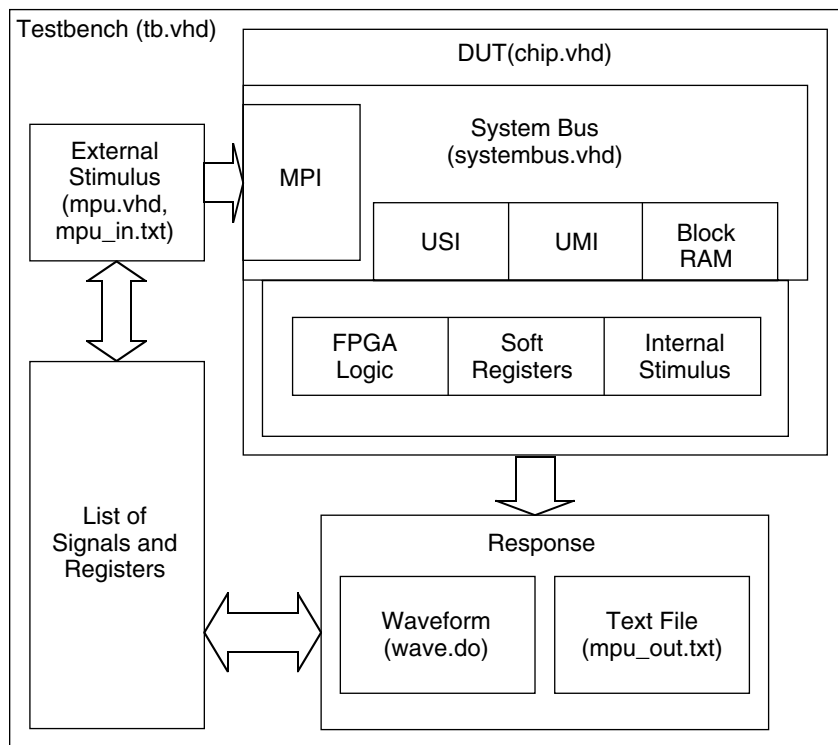 Testbench (tb.vhd)
DUT(chip.vhd)
System Bus
(systembus.vhd)
External
Stimulus
(mpu.vhd,
mpu_in.txt)
MPI
USI
UMI
Block
RAM
FPGA
Logic
Soft
Registers
Internal
Stimulus
List of
Signals and
Registers
Response
Waveform
(wave.do)
Text File
(mpu_out.txt)